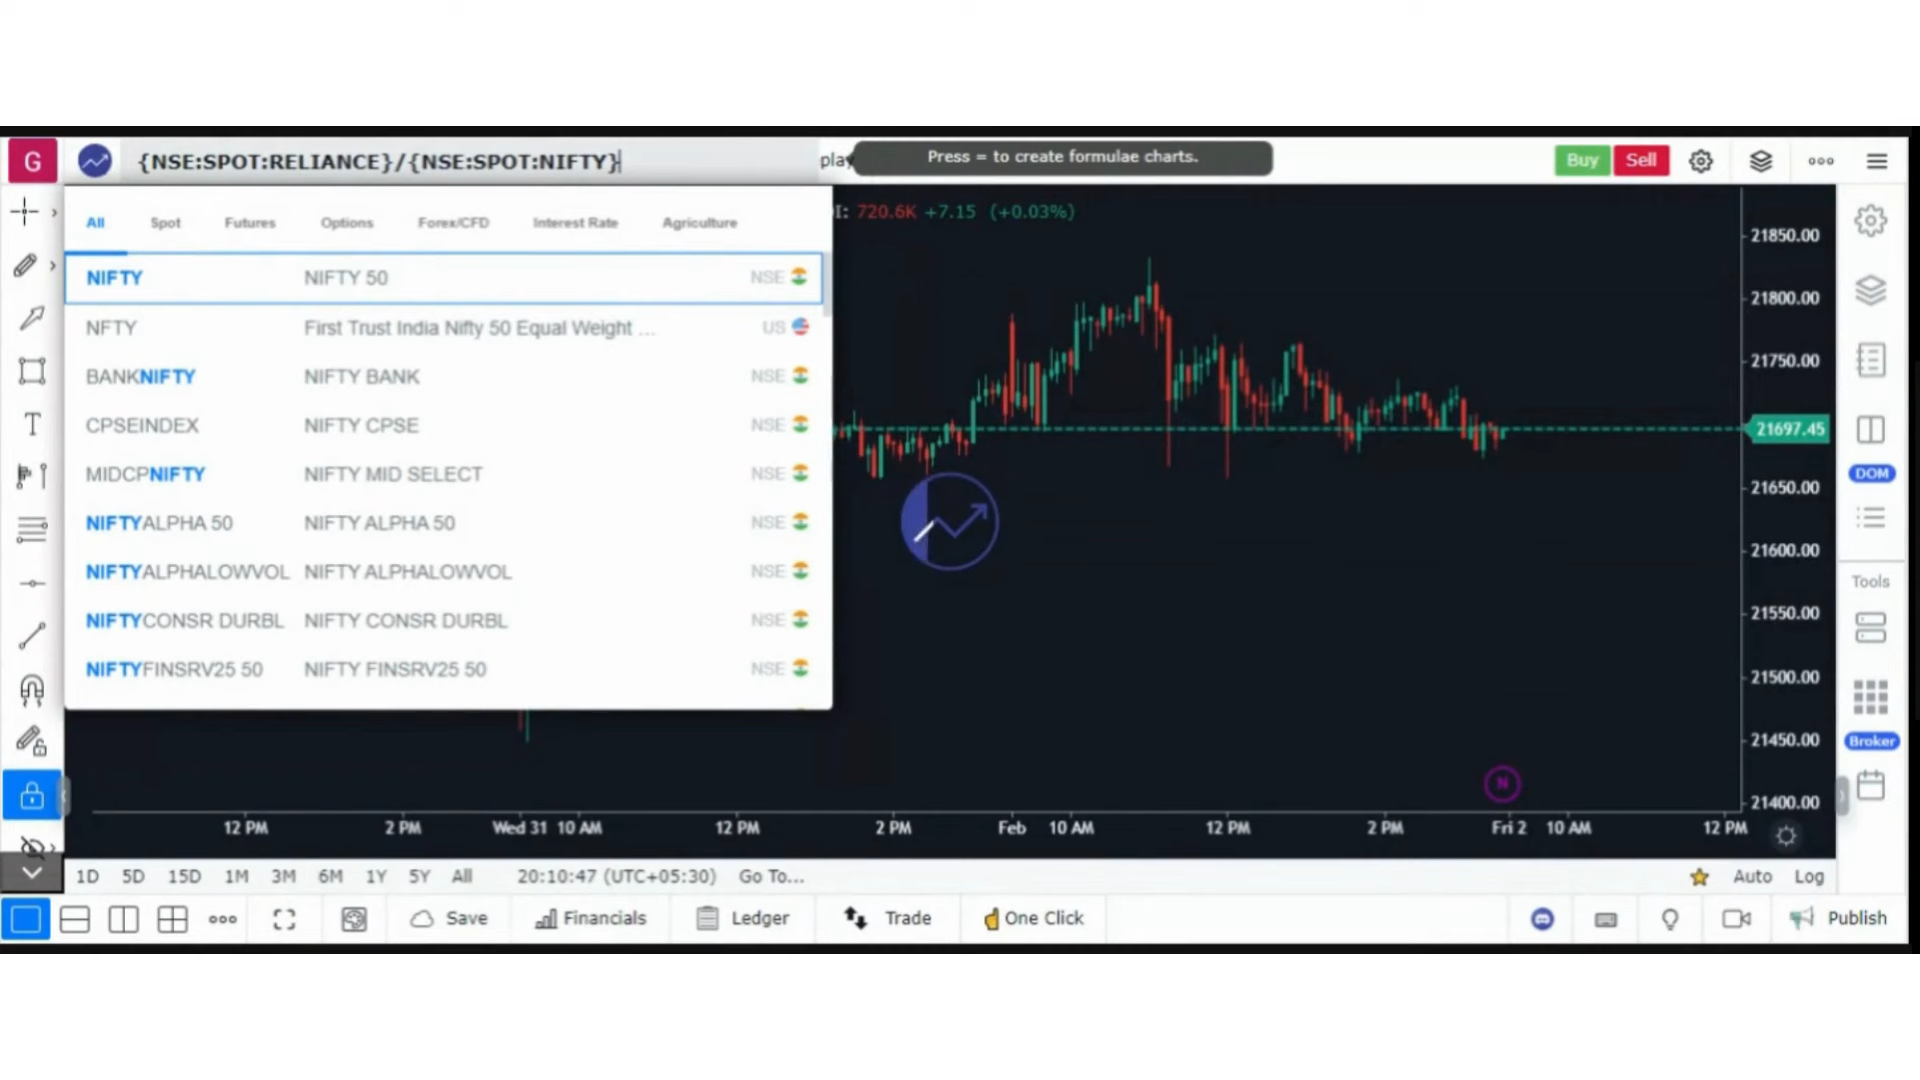 G
{NSE:SPOT:RELIANCE}/{NSE:SPOT:NIFTY}
play
Press = to create formulae charts.
Buy
Sell
All Spot Futures Options Forex/CFD Interest Rate Agriculture
I: 720.6K +7.15 (+0.03%)
NIFTY NIFTY 50 NSE
NFTY First Trust India Nifty 50 Equal Weight ... US
BANKNIFTY NIFTY BANK NSE
CPSEINDEX NIFTY CPSE NSE
MIDCPNIFTY NIFTY MID SELECT NSE
NIFTYALPHA 50 NIFTY ALPHA 50 NSE
NIFTYALPHALOWVOL NIFTY ALPHALOWVOL NSE
NIFTYCONSR DURBL NIFTY CONSR DURBL NSE
NIFTYFINSRV25 50 NIFTY FINSRV25 50 NSE
21850.00
21800.00
21750.00
21697.45
21650.00
21600.00
21550.00
21500.00
21450.00
21400.00
DOM
Tools
Broker
T
N
12 PM 2 PM Wed 31 10 AM 12 PM 2 PM Feb 10 AM 12 PM 2 PM Fri 2 10 AM 12 PM
1D 5D 15D 1M 3M 6M 1Y 5Y All 20:10:47 (UTC+05:30) Go To... Auto Log
Save Financials Ledger Trade One Click Publish